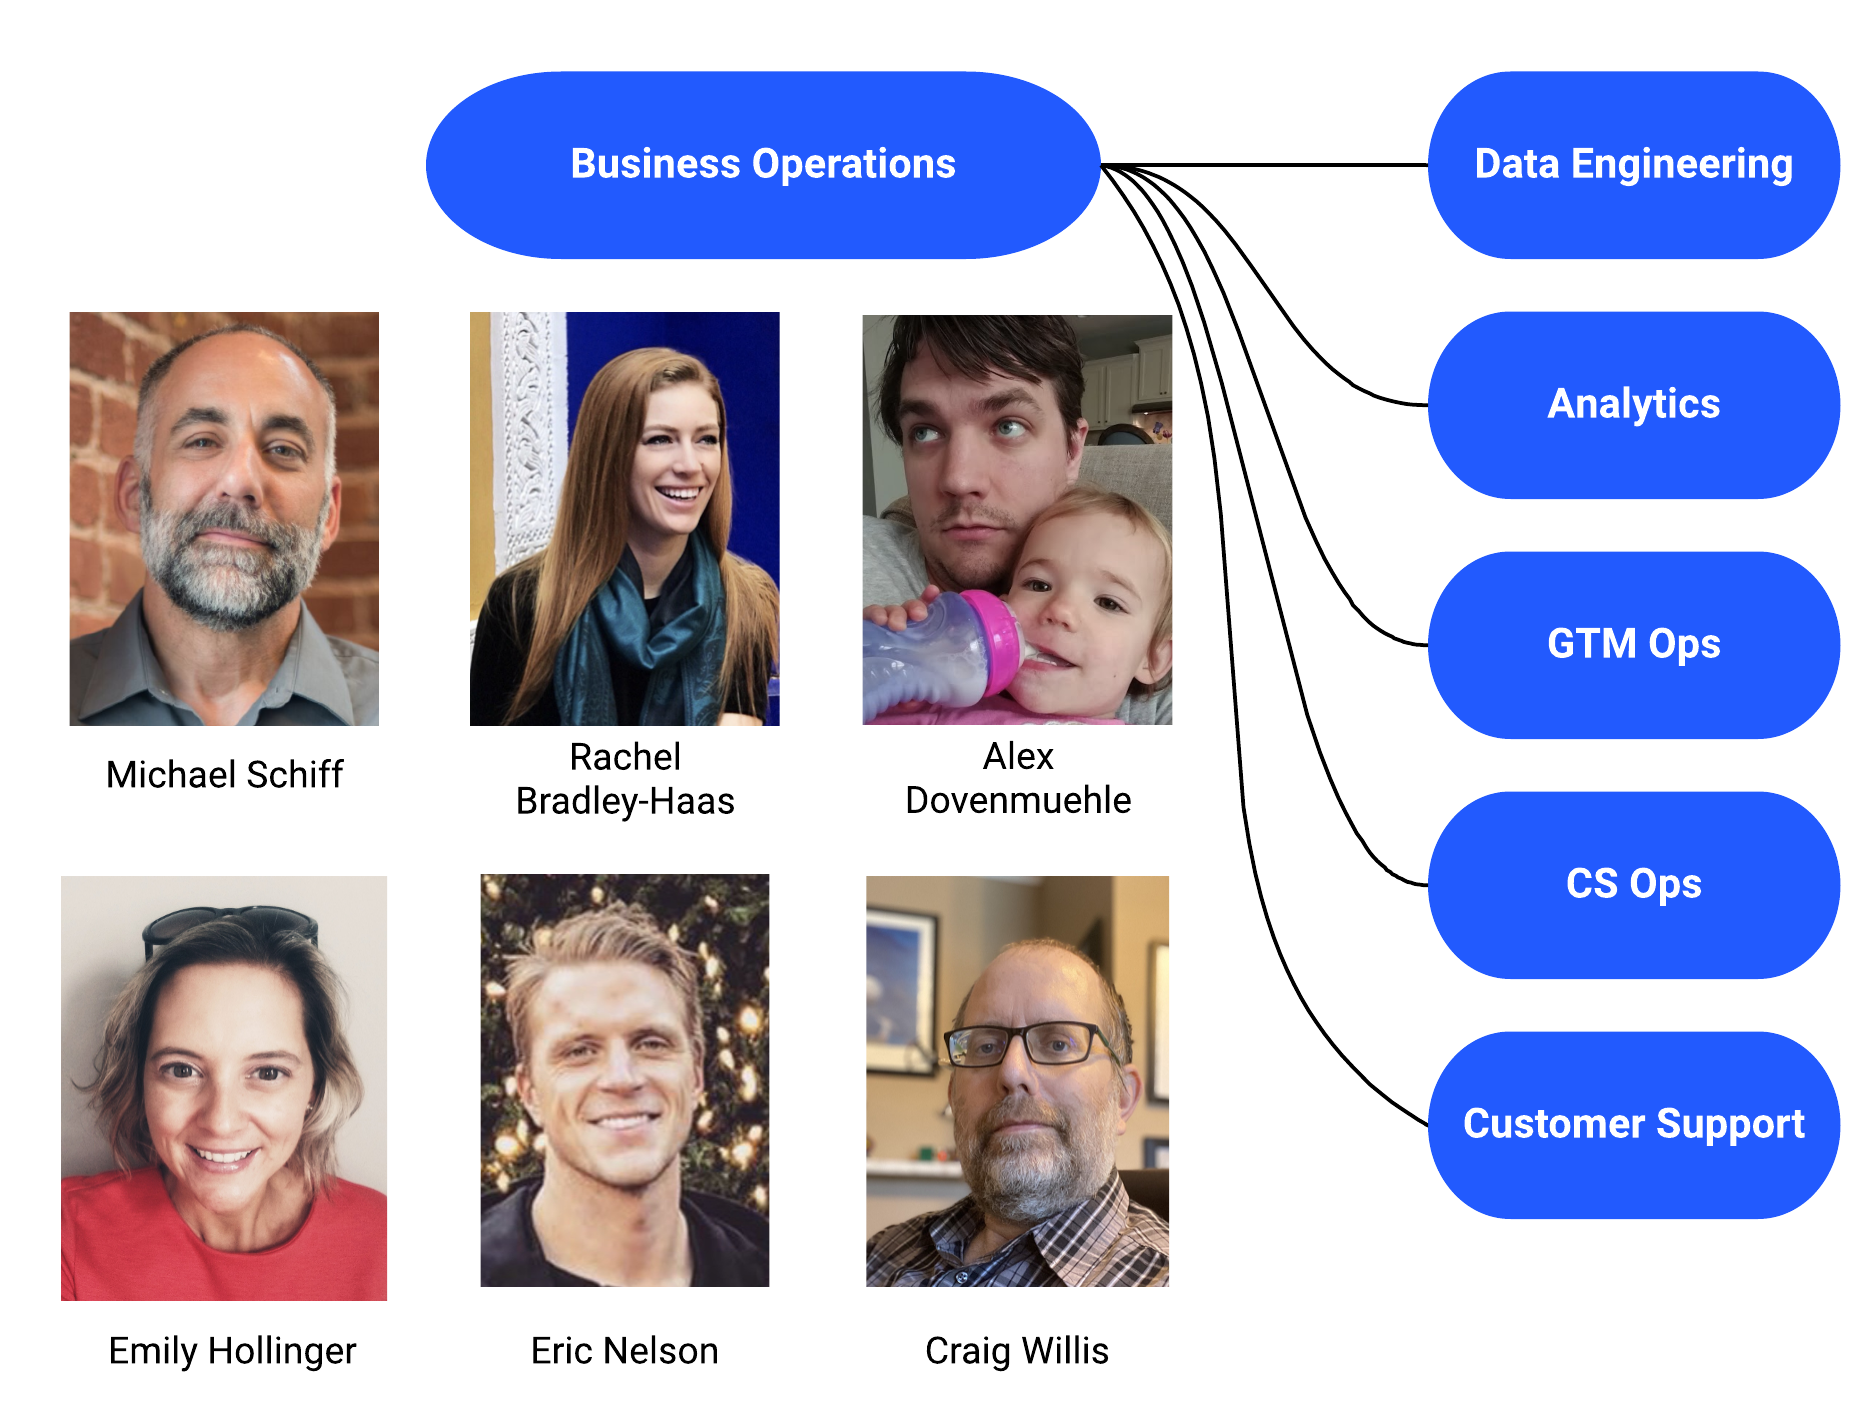 Business Operations
Data Engineering
Analytics
GTM Ops
CS Ops
Customer Support
Michael Schiff
Rachel
Bradley-Haas
Alex
Dovenmuehle
Emily Hollinger
Eric Nelson
Craig Willis